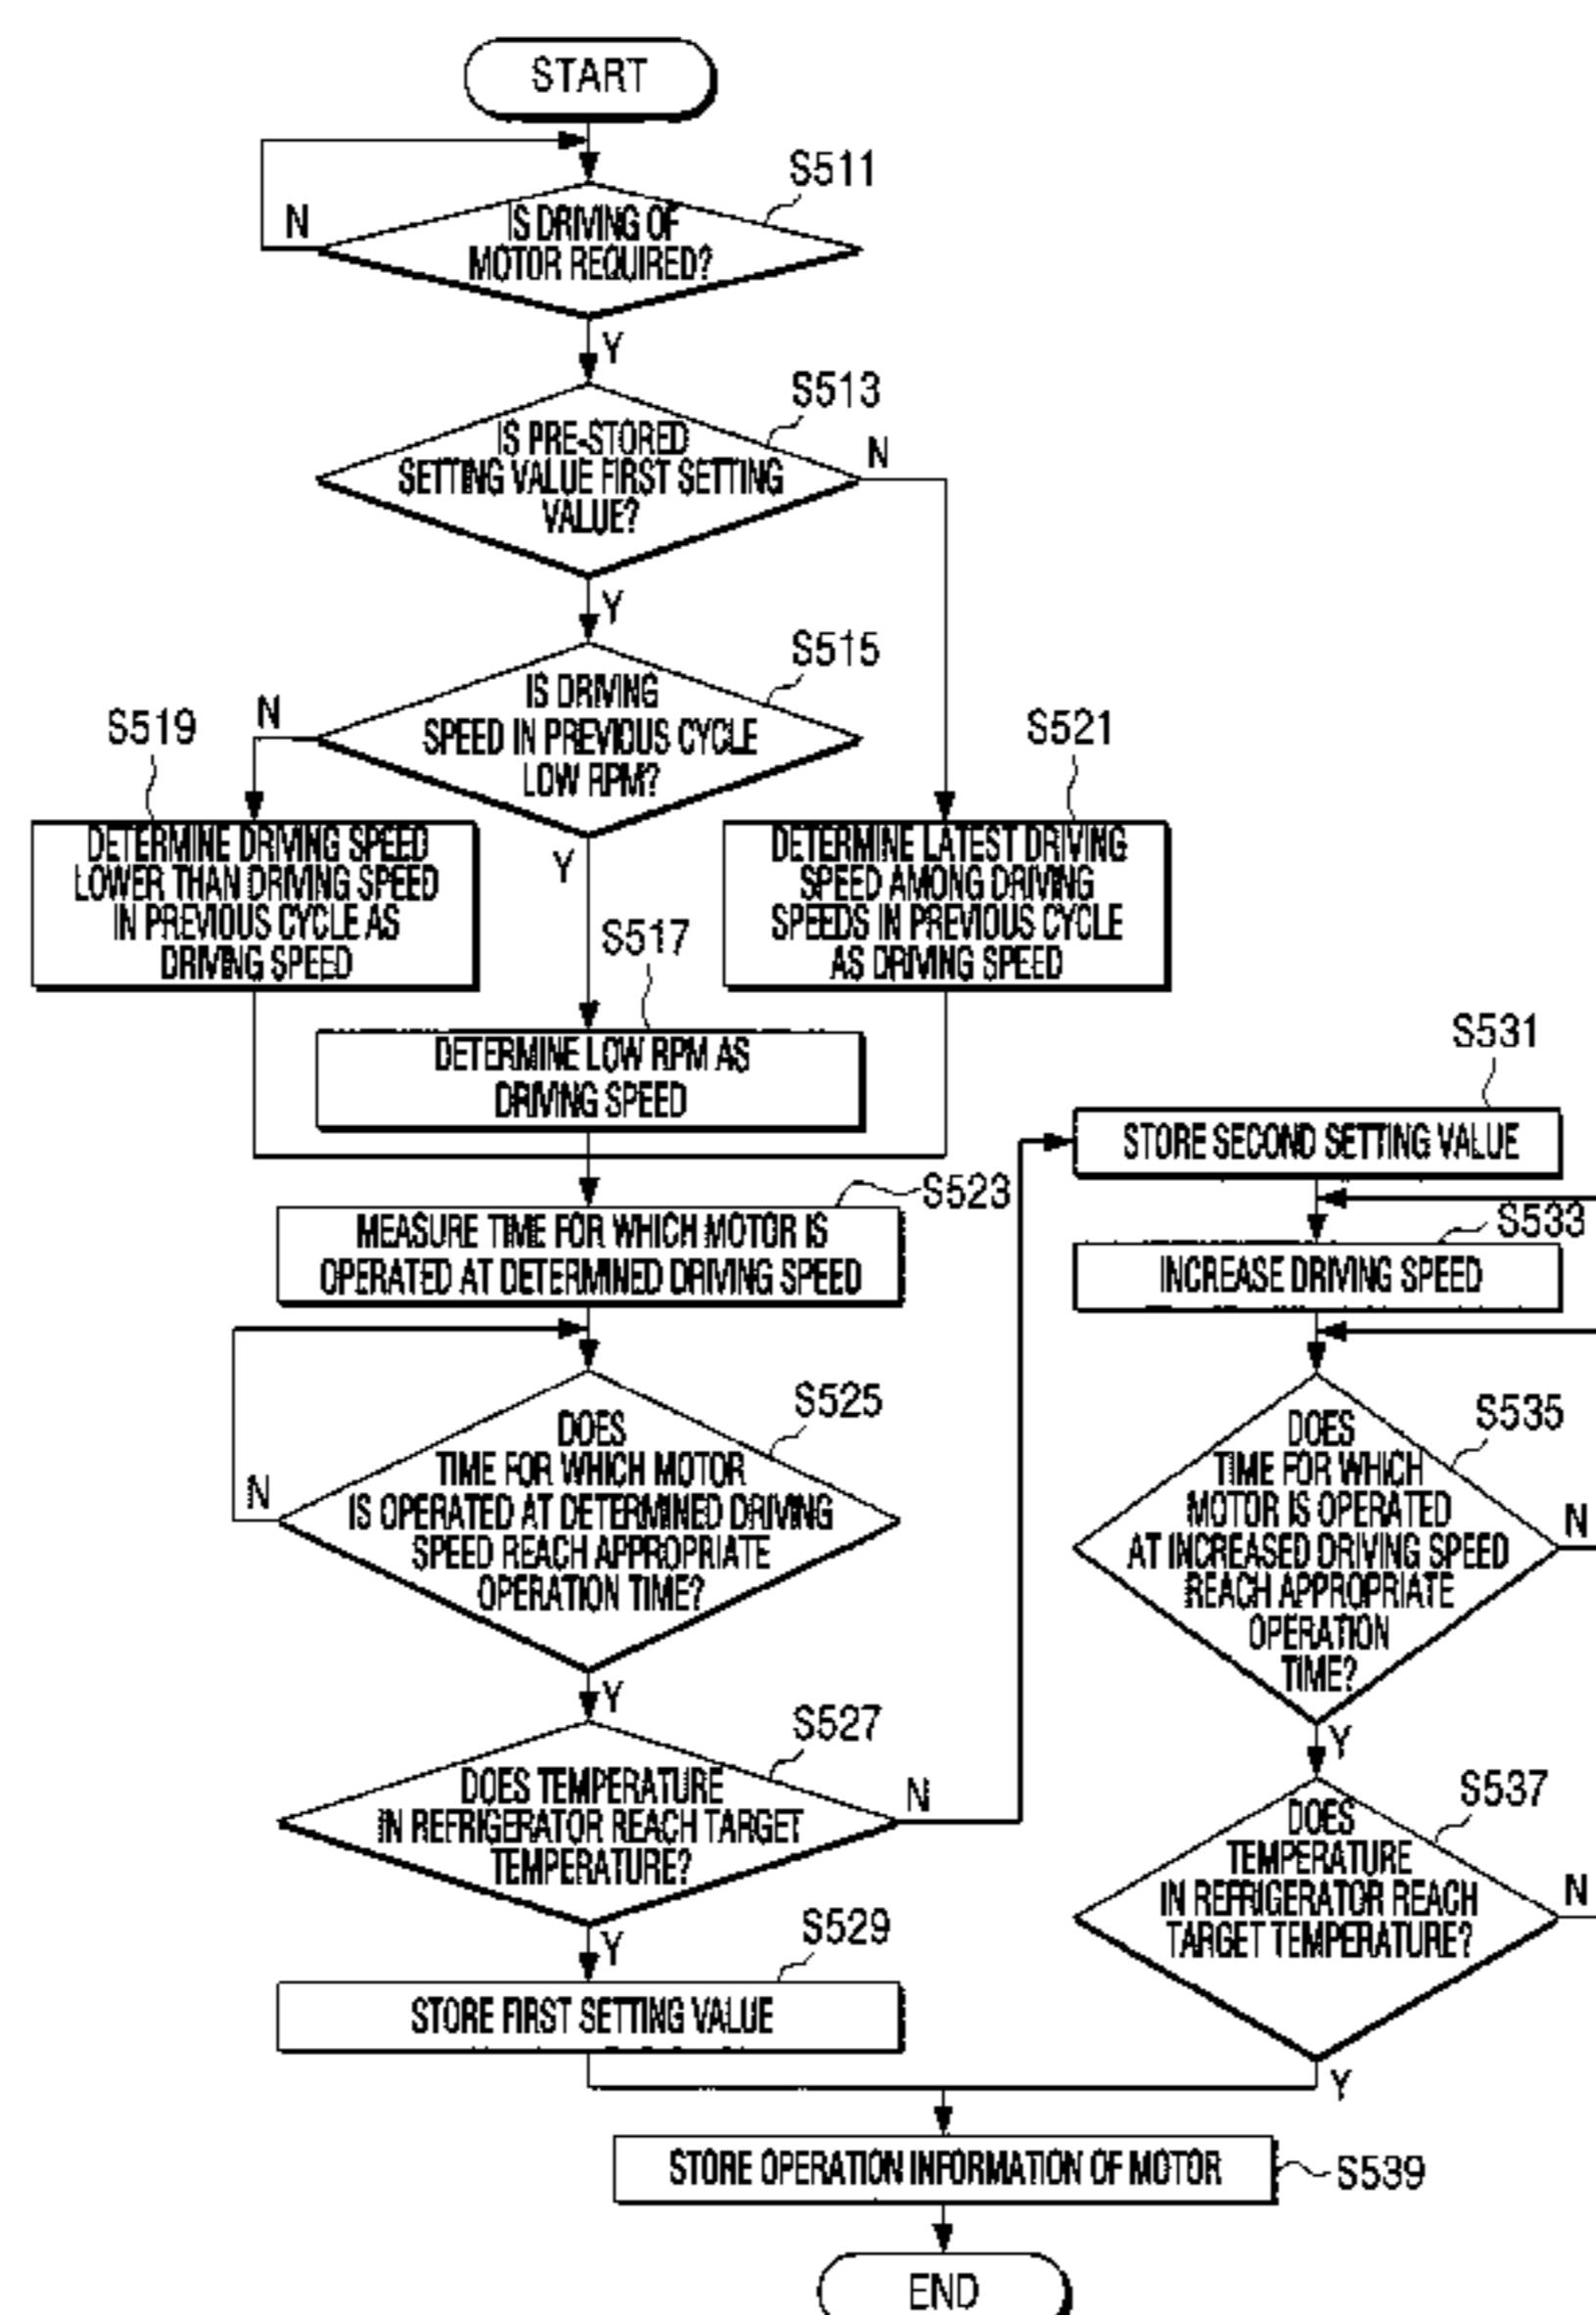 START
S511
N
IS DRIVING OF
MOTOR REQUIRED?
Y
S513
IS PRE-STORED
SETTING VALUE FIRST SETTING
VALUE?
N
Y
S515
IS DRIVING
SPEED IN PREVIOUS CYCLE
LOW RPM?
N
S519
S521
Y
DETERMINE DRIVING SPEED
LOWER THAN DRIVING SPEED
IN PREVIOUS CYCLE AS
DRIVING SPEED
DETERMINE LATEST DRIVING
SPEED AMONG DRIVING
SPEEDS IN PREVIOUS CYCLE
AS DRIVING SPEED
S517
DETERMINE LOW RPM AS
DRIVING SPEED
S523
MEASURE TIME FOR WHICH MOTOR IS
OPERATED AT DETERMINED DRIVING SPEED
S525
DOES
TIME FOR WHICH MOTOR
IS OPERATED AT DETERMINED DRIVING
SPEED REACH APPROPRIATE
OPERATION TIME?
N
Y
S527
DOES TEMPERATURE
IN REFRIGERATOR REACH TARGET
TEMPERATURE?
N
Y
S529
STORE FIRST SETTING VALUE
S531
STORE SECOND SETTING VALUE
S533
INCREASE DRIVING SPEED
S535
DOES
TIME FOR WHICH
MOTOR IS OPERATED
AT INCREASED DRIVING SPEED
REACH APPROPRIATE
OPERATION
TIME?
N
Y
S537
DOES
TEMPERATURE
IN REFRIGERATOR REACH
TARGET TEMPERATURE?
N
Y
STORE OPERATION INFORMATION OF MOTOR
S539
END